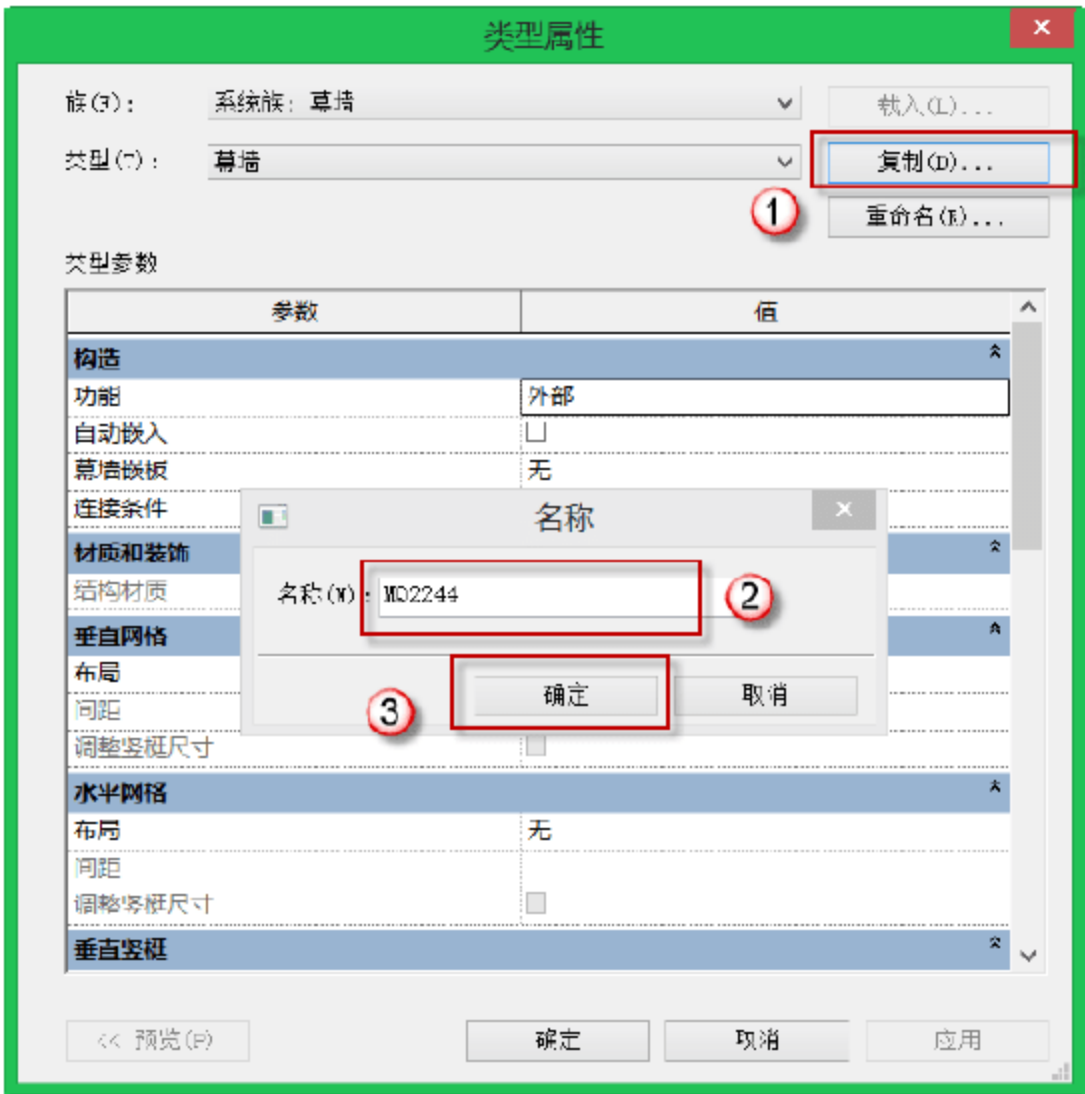 类型属性
族(F): 系统族: 幕墙 载入(L)...
类型(T): 幕墙 复制(D)...
1
重命名(R)...
类型参数
参数 值
构造
功能 外部
自动嵌入
幕墙嵌板 无
连接条件
名称
材质和装饰
结构材质
名称(N): MQ2244 2
垂直网格
布局
确定 取消
3
间距
调整竖梃尺寸
水平网格
布局 无
间距
调整竖梃尺寸
垂直竖梃
<< 预览(P) 确定 取消 应用